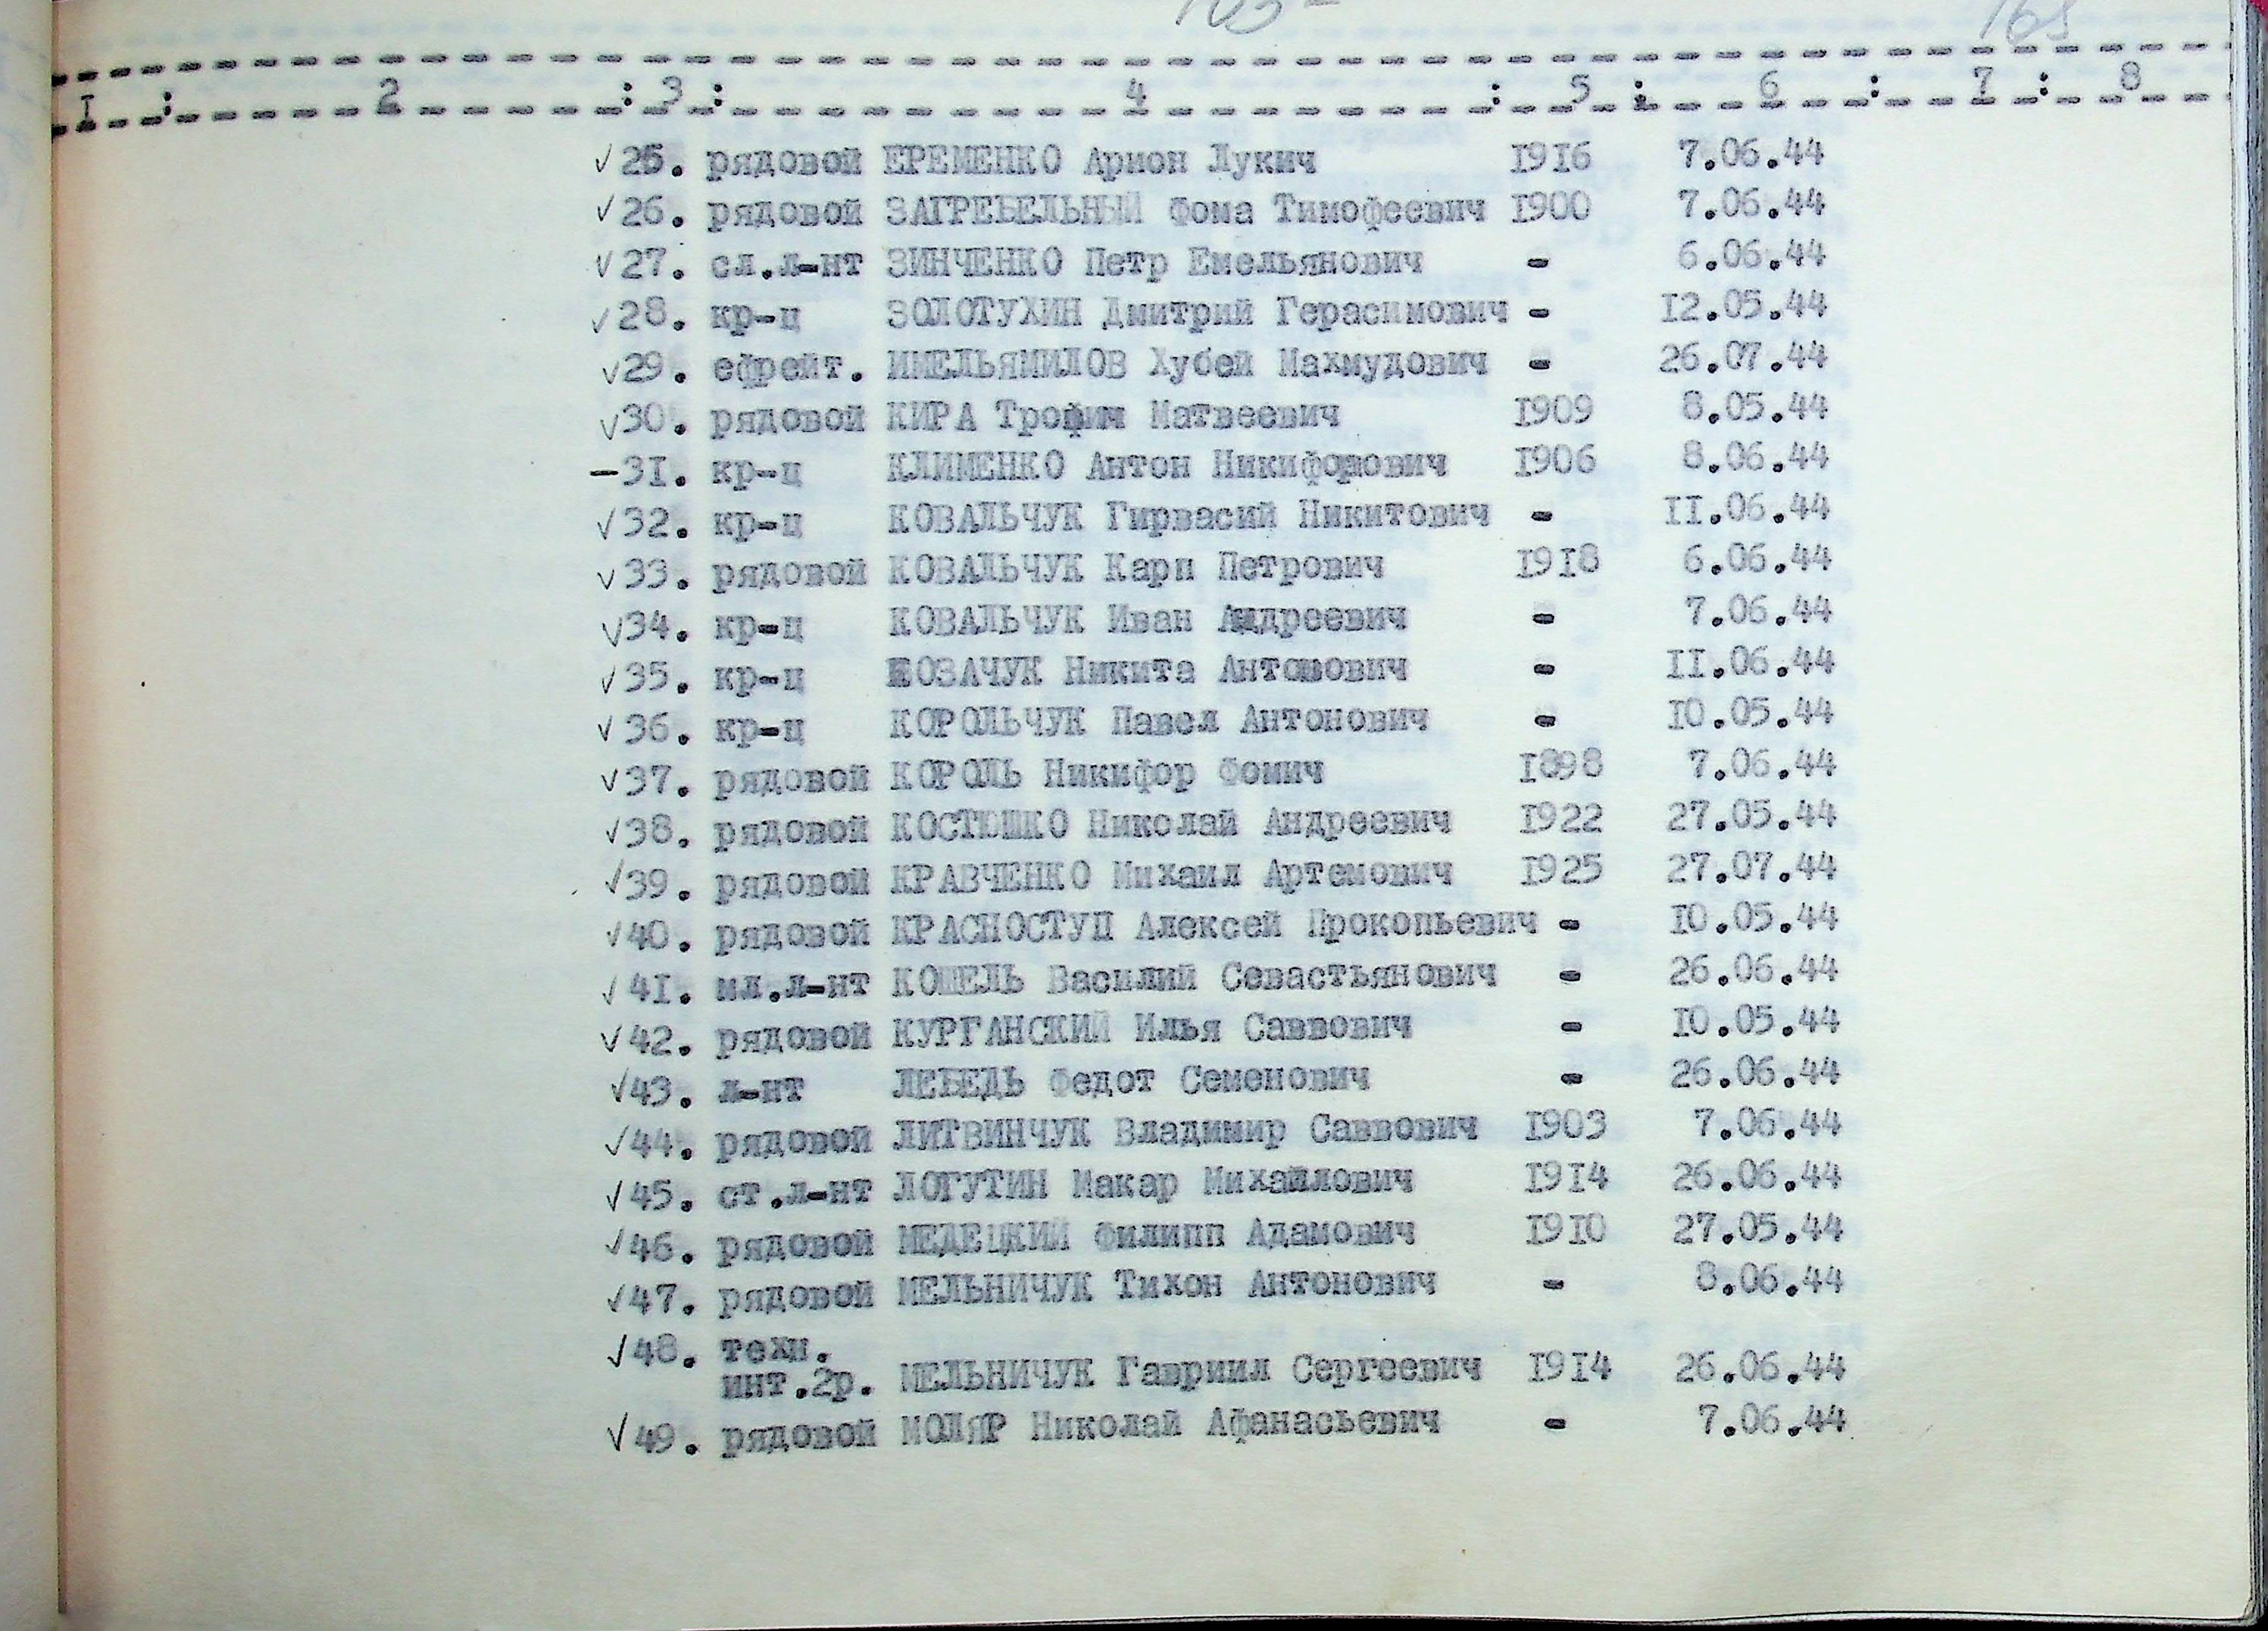 165
I : 2 : 3 : 4 : 5 : 6 : 7 : 8
✓ 25. рядовой ЕРЕМЕНКО Арион Лукич 1916 7.06.44
✓ 26. рядовой ЗАГРЕБЕЛЬНЫЙ Фома Тимофеевич 1900 7.06.44
✓ 27. сл.л-нт ЗИНЧЕНКО Петр Емельянович - 6.06.44
✓ 28. кр-ц ЗОЛОТУХИН Дмитрий Герасимович - 12.05.44
✓ 29. ефрейт. ИМЕЛЬЯМИЛОВ Хубей Махмудович - 26.07.44
✓ 30. рядовой КИРА Трофим Матвеевич 1909 8.05.44
- 31. кр-ц КЛИМЕНКО Антон Никифорович 1906 8.06.44
✓ 32. кр-ц КОВАЛЬЧУК Гирвасий Никитович - 11.06.44
✓ 33. рядовой КОВАЛЬЧУК Карп Петрович 1918 6.06.44
✓ 34. кр-ц КОВАЛЬЧУК Иван Андреевич - 7.06.44
✓ 35. кр-ц КОЗАЧУК Никита Антонович - 11.06.44
✓ 36. кр-ц КОРОЛЬЧУК Павел Антонович - 10.05.44
✓ 37. рядовой КОРОЛЬ Никифор Фомич 1898 7.06.44
✓ 38. рядовой КОСТЮШКО Николай Андреевич 1922 27.05.44
✓ 39. рядовой КРАВЧЕНКО Михаил Артемович 1925 27.07.44
✓ 40. рядовой КРАСНОСТУП Алексей Прокопьевич - 10.05.44
✓ 41. мл.л-нт КОШЕЛЬ Василий Севастьянович - 26.06.44
✓ 42. рядовой КУРГАНСКИЙ Илья Саввович - 10.05.44
✓ 43. л-нт ЛЕБЕДЬ Федот Семенович - 26.06.44
✓ 44. рядовой ЛИТВИНЧУК Владимир Саввович 1903 7.06.44
✓ 45. ст.л-нт ЛОГУТИН Макар Михайлович 1914 26.06.44
✓ 46. рядовой МЕДЕЦКИЙ Филипп Адамович 1910 27.05.44
✓ 47. рядовой МЕЛЬНИЧУК Тихон Антонович - 8.06.44
✓ 48. техн.
инт.2р. МЕЛЬНИЧУК Гавриил Сергеевич 1914 26.06.44
✓ 49. рядовой МОЛЯР Николай Афанасьевич - 7.06.44